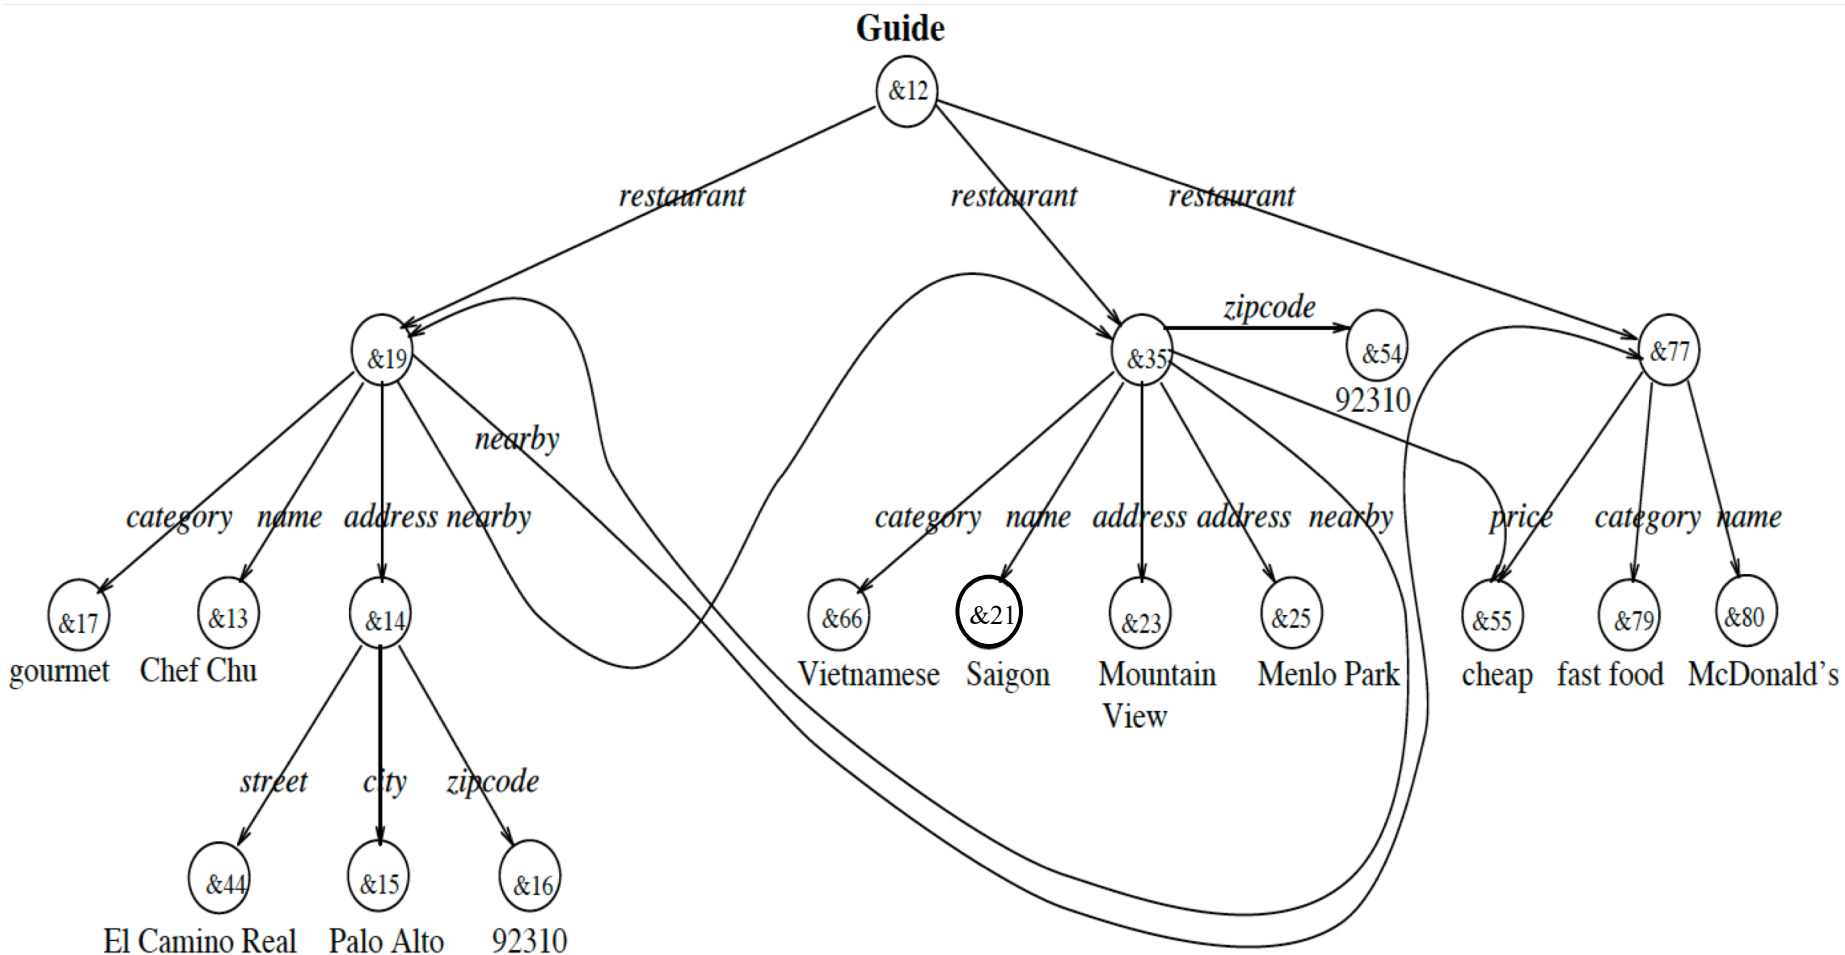 Guide
&12
restaurant
restaurant
restaurant
zipcode
&19
&35
&54
&77
92310
nearby
category
name
address
nearby
category
name
address
address
nearby
price
category
name
&17
&13
&14
&66
&21
&23
&25
&55
&79
&80
gourmet
Chef Chu
Vietnamese
Saigon
Mountain
View
Menlo Park
cheap
fast food
McDonald's
street
city
zipcode
&44
&15
&16
El Camino Real
Palo Alto
92310